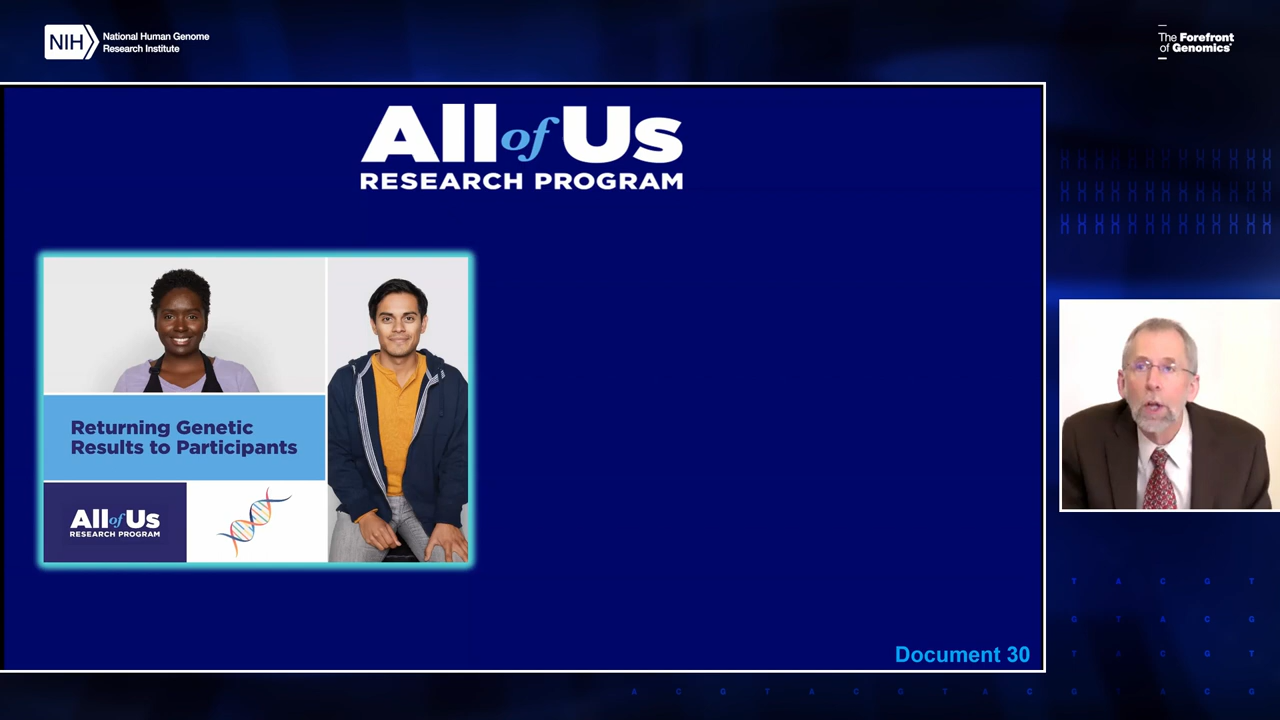 NIH
National Human Genome
Research Institute
The Forefront
of Genomics®
All of Us
RESEARCH PROGRAM
Returning Genetic
Results to Participants
All of Us
RESEARCH PROGRAM
Document 30
T A C G T
G T A C G
T A C G T
A C G T A C G T A C G T A C G